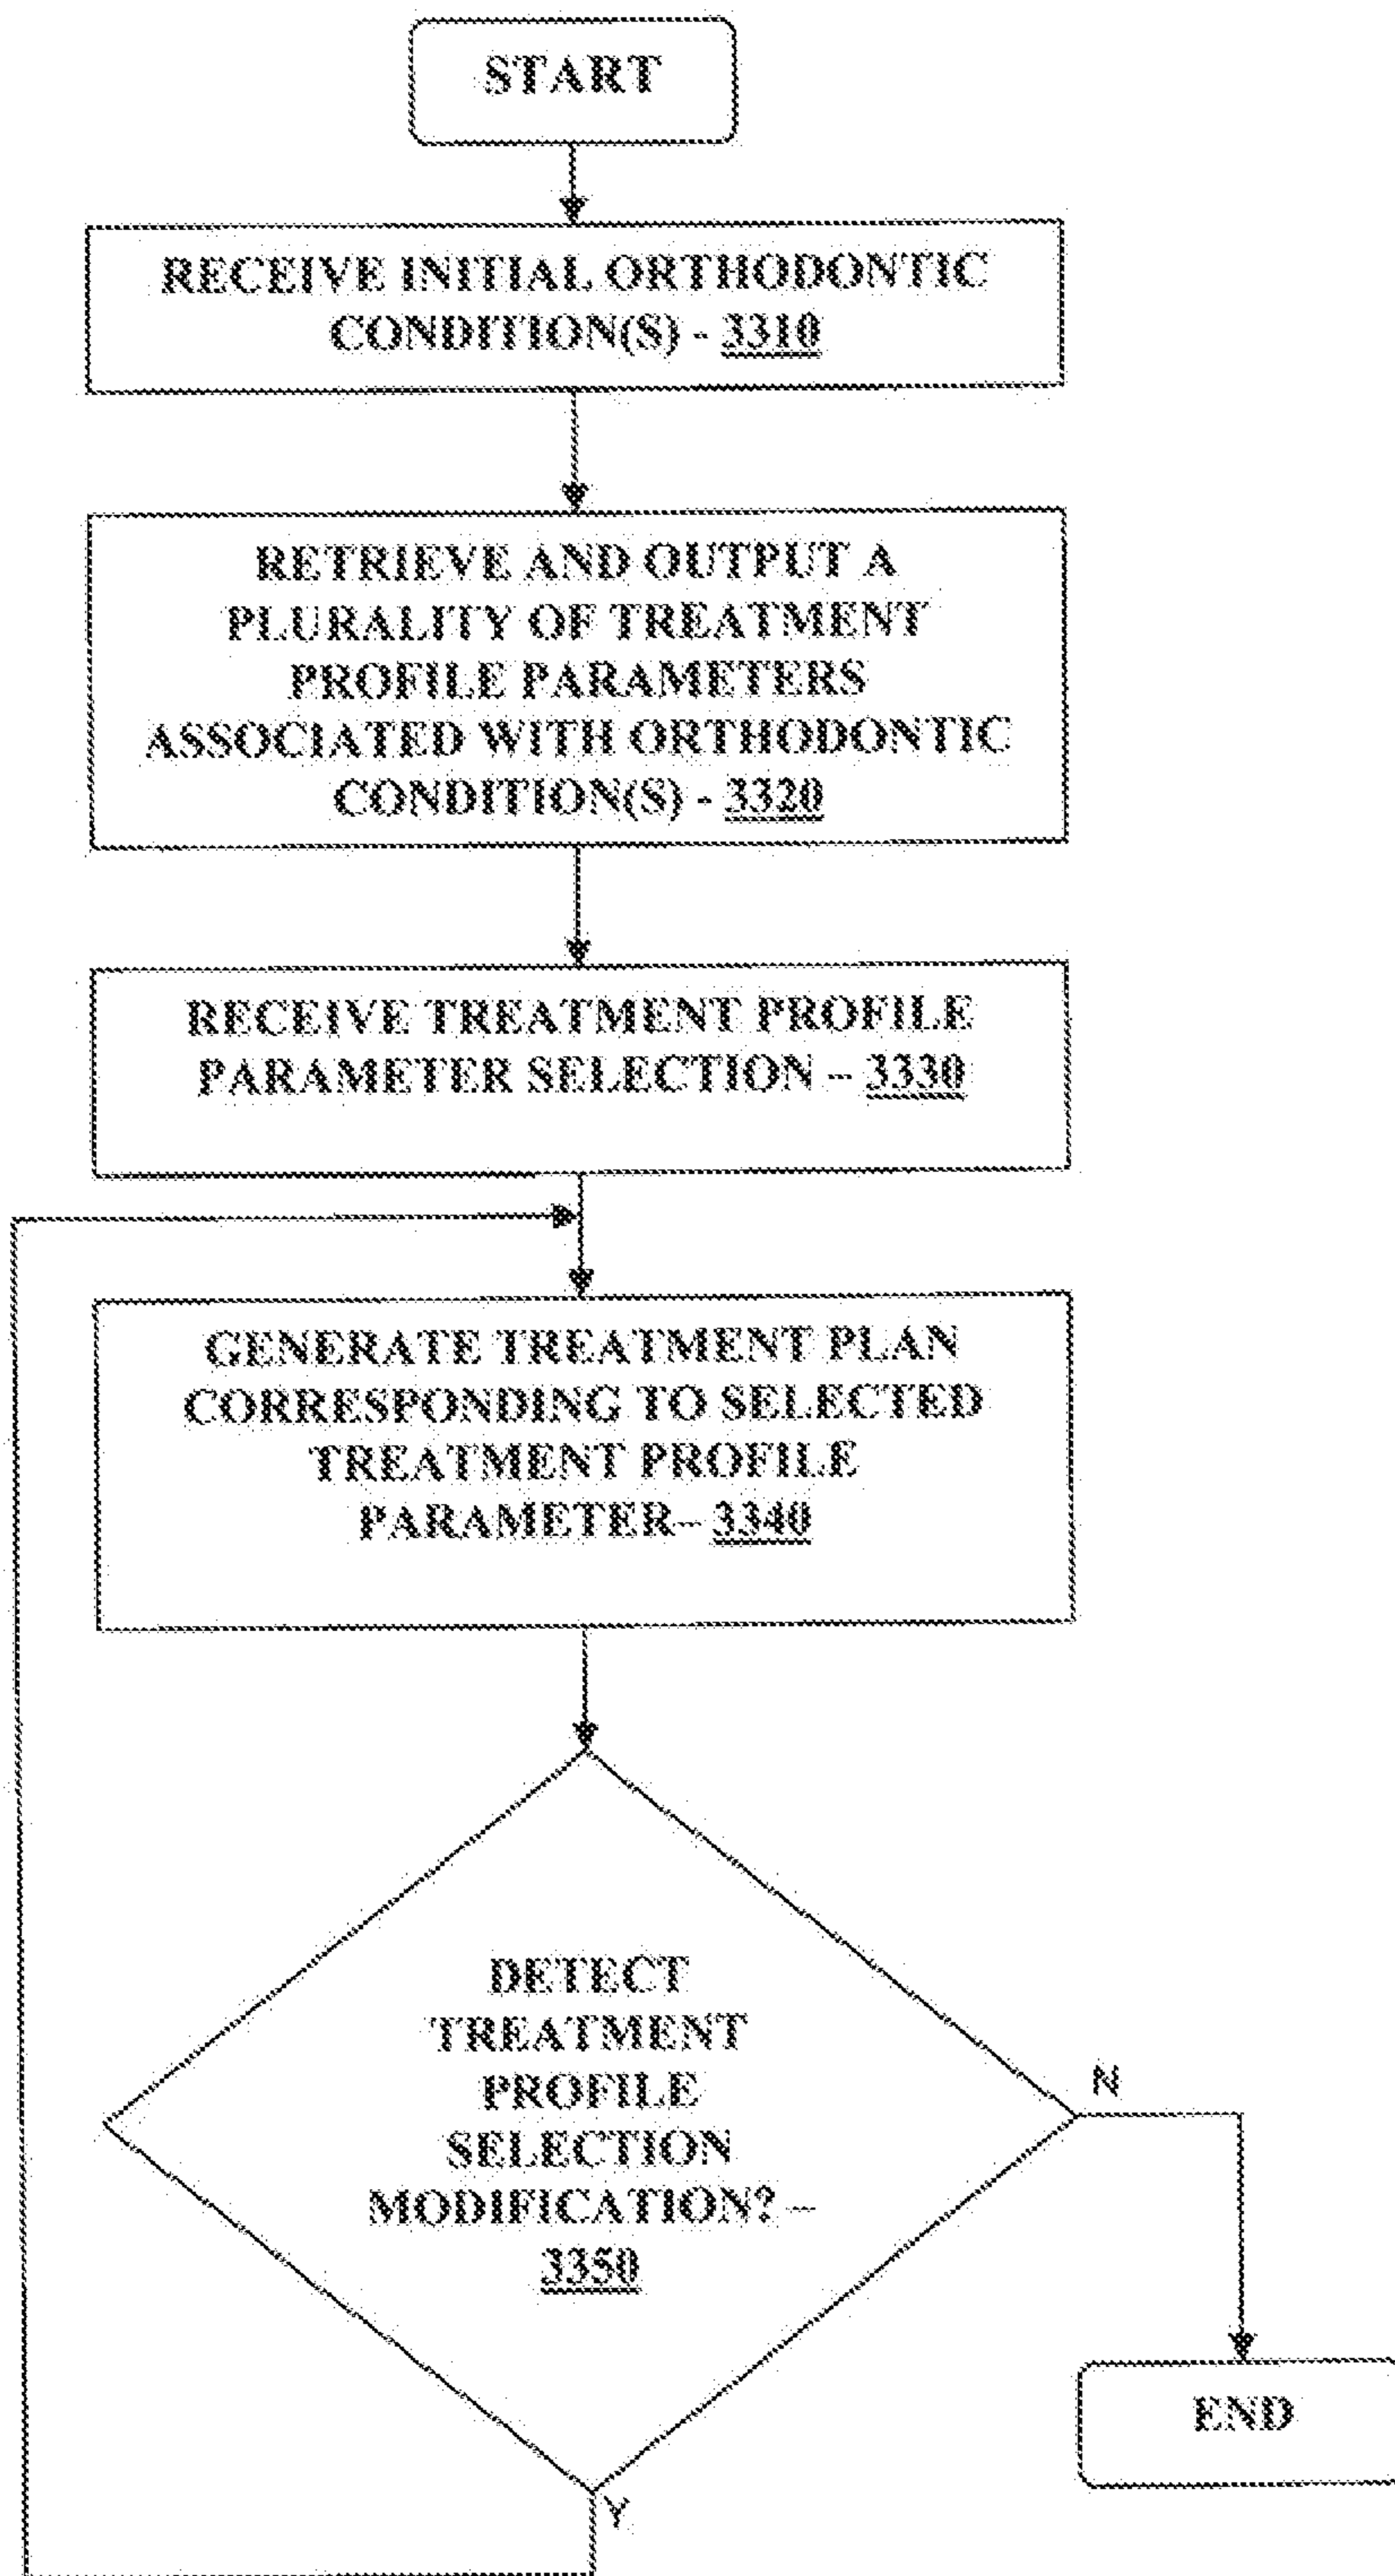 START
RECEIVE INITIAL ORTHODONTIC
CONDITION(S) - 3310
RETRIEVE AND OUTPUT A
PLURALITY OF TREATMENT
PROFILE PARAMETERS
ASSOCIATED WITH ORTHODONTIC
CONDITION(S) - 3320
RECEIVE TREATMENT PROFILE
PARAMETER SELECTION – 3330
GENERATE TREATMENT PLAN
CORRESPONDING TO SELECTED
TREATMENT PROFILE
PARAMETER– 3340
DETECT
TREATMENT
PROFILE
SELECTION
MODIFICATION? –
3350
N
END
Y